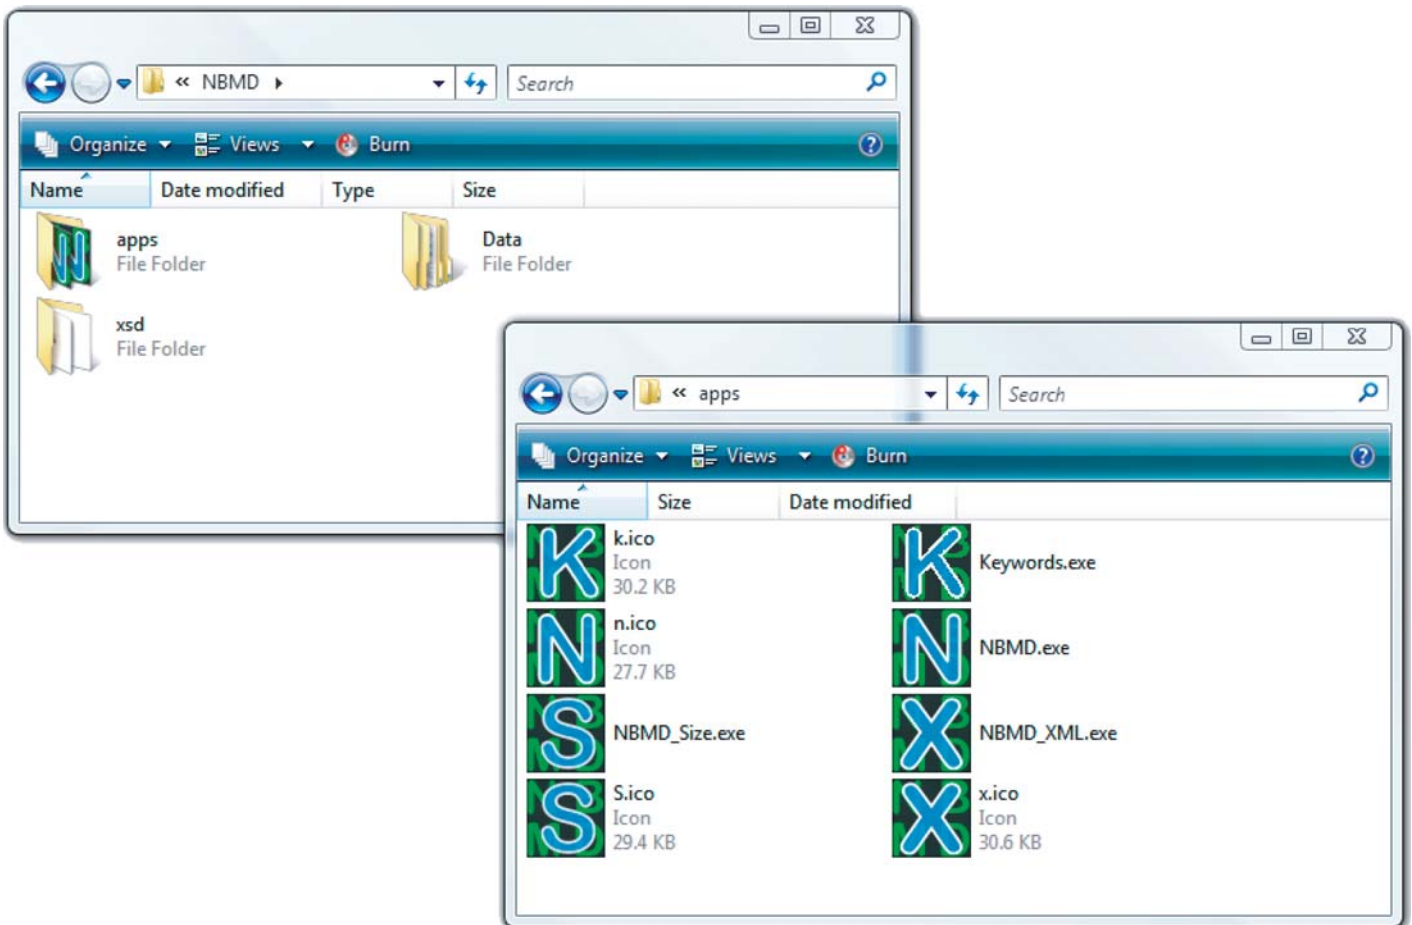 « NBMD
Search
Organize Views Burn ?
Name Date modified Type Size
apps
File Folder
Data
File Folder
xsd
File Folder
« apps
Search
Organize Views Burn ?
Name Size Date modified
K
k.ico
Icon
30.2 KB
K
Keywords.exe
N
n.ico
Icon
27.7 KB
N
NBMD.exe
S
NBMD_Size.exe
X
NBMD_XML.exe
S
S.ico
Icon
29.4 KB
X
x.ico
Icon
30.6 KB